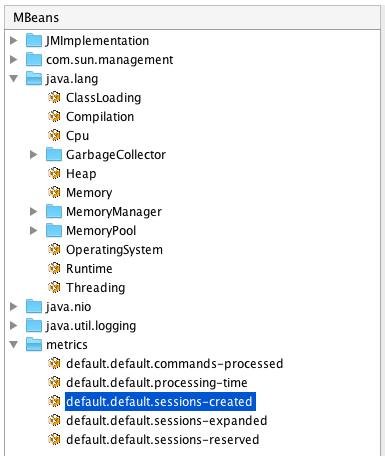 MBeans
JMImplementation
com.sun.management
java.lang
ClassLoading
Compilation
Cpu
GarbageCollector
Heap
Memory
MemoryManager
MemoryPool
OperatingSystem
Runtime
Threading
java.nio
java.util.logging
metrics
default.default.commands-processed
default.default.processing-time
default.default.sessions-created
default.default.sessions-expanded
default.default.sessions-reserved